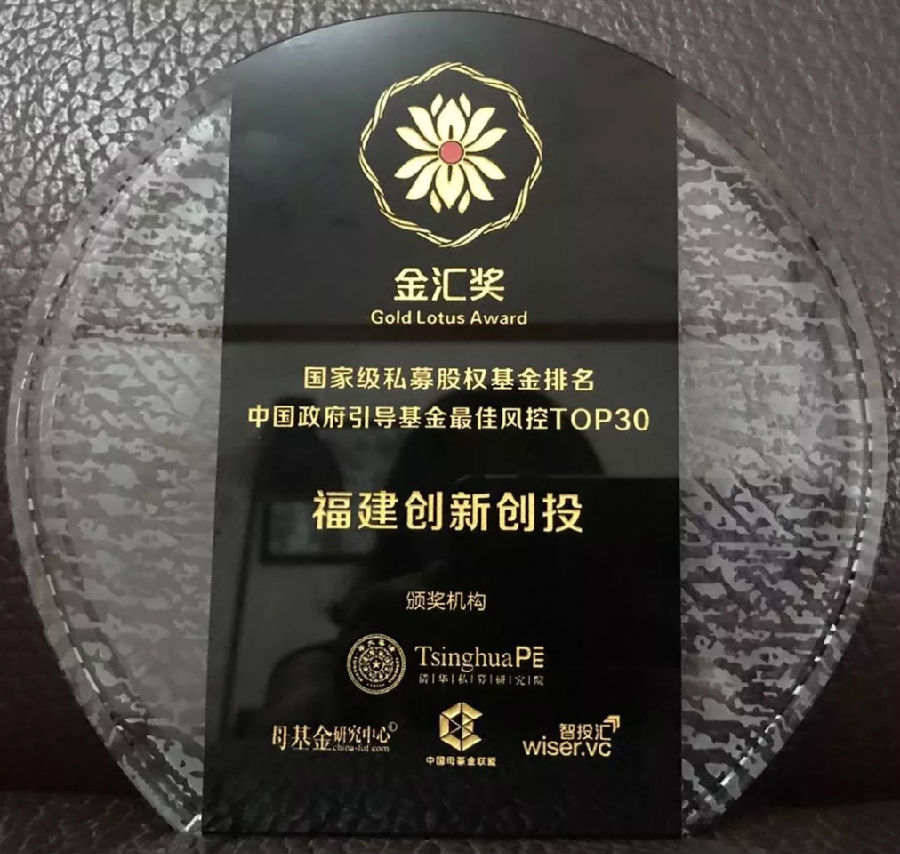 金汇奖
Gold Lotus Award
国家级私募股权基金排名
中国政府引导基金最佳风控TOP30
福建创新创投
颁奖机构
TsinghuaPE
清|华|私|募|研|究|院
母基金研究中心
china-fof.com
中国母基金联盟
智投汇
wiser.vc